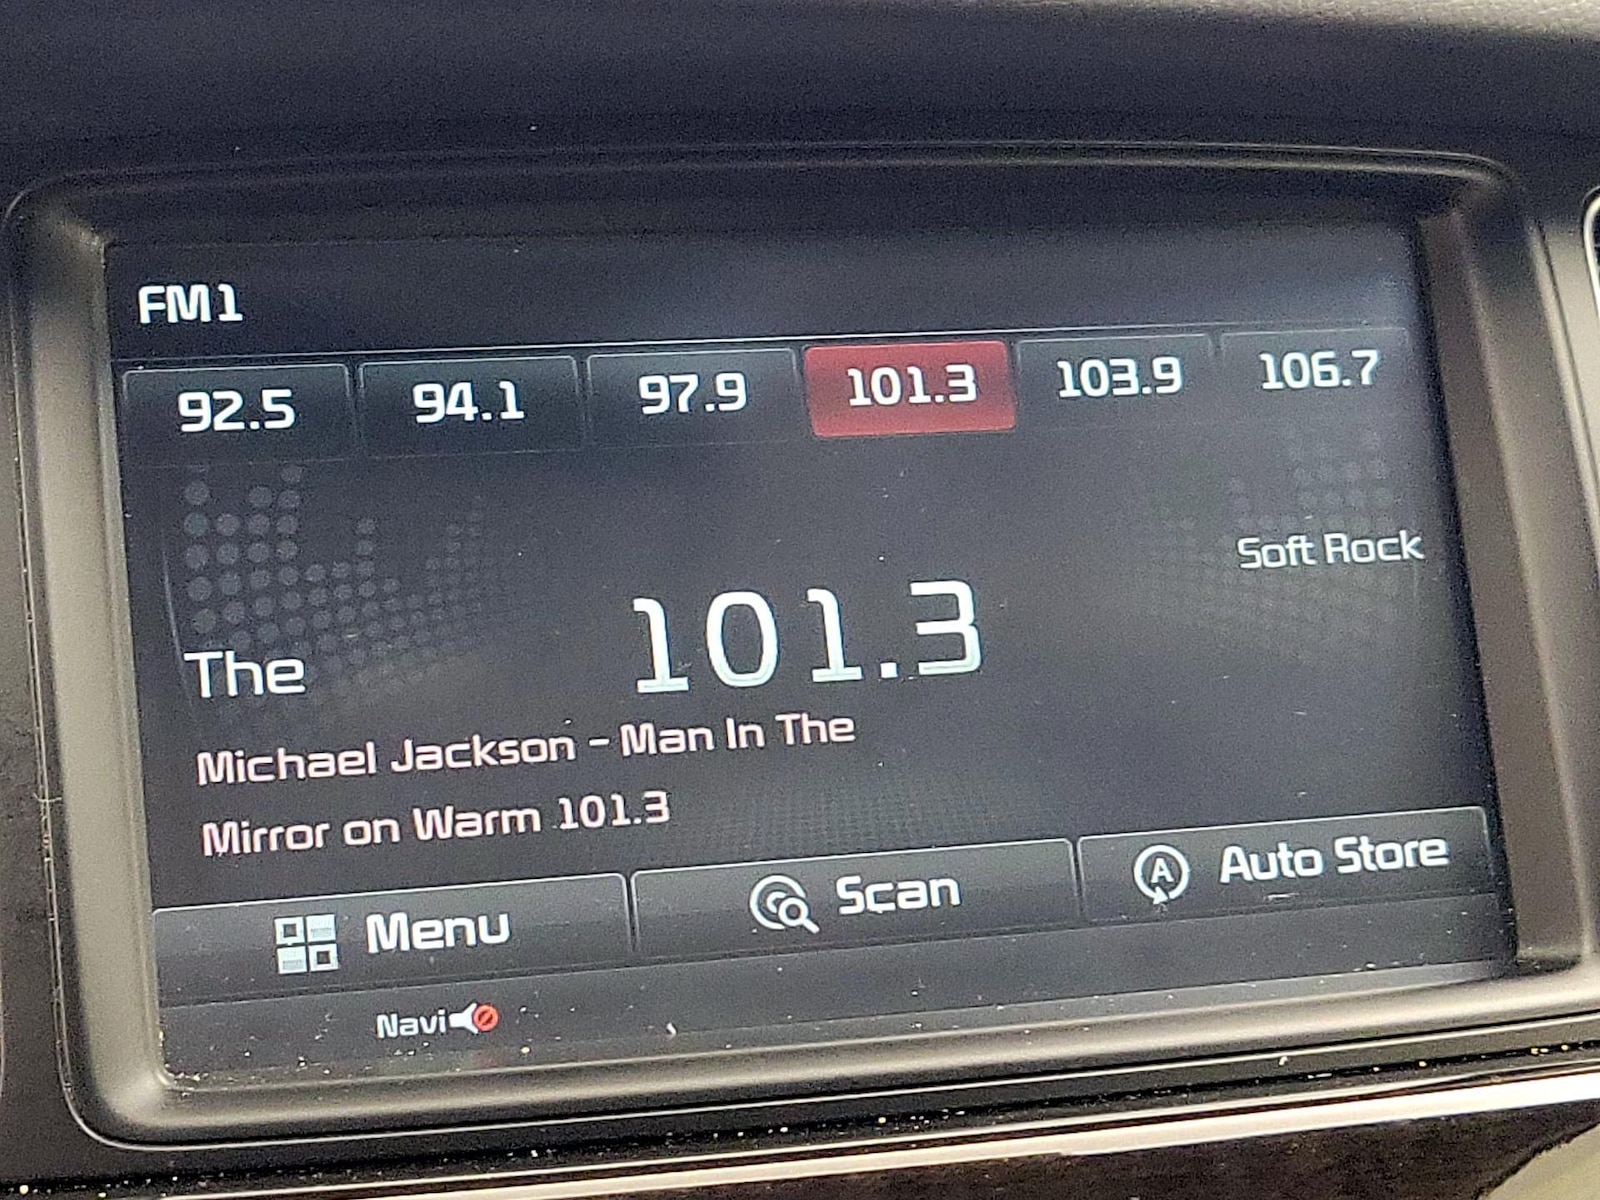 FM1
92.5 94.1 97.9 101.3 103.9 106.7
Soft Rock
The 101.3
Michael Jackson - Man In The
Mirror on Warm 101.3
Menu Scan A Auto Store
Navi